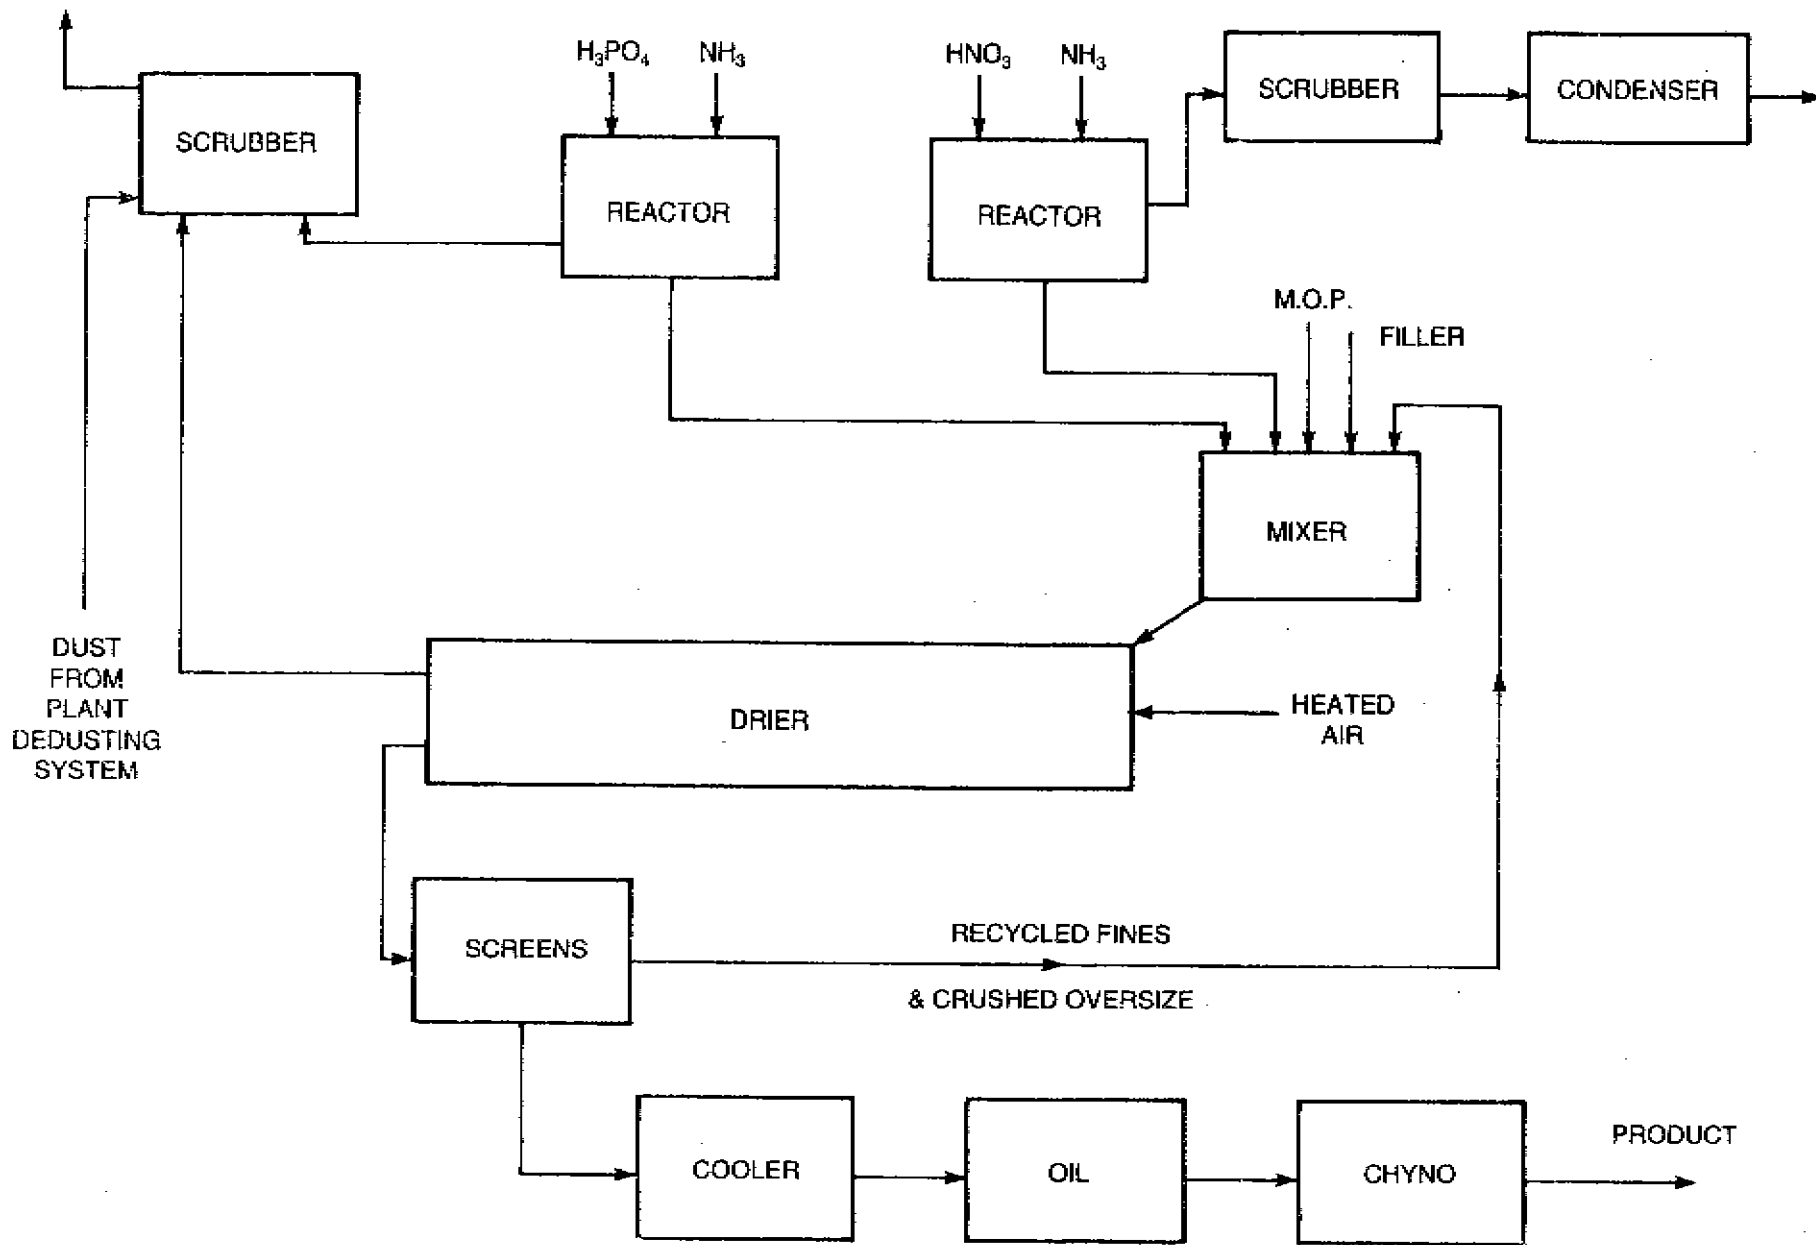 H₃PO₄ NH₃
HNO₃ NH₃
SCRUBBER
CONDENSER
SCRUBBER
REACTOR
REACTOR
M.O.P.
FILLER
MIXER
DUST
FROM
PLANT
DEDUSTING
SYSTEM
DRIER
HEATED
AIR
SCREENS
RECYCLED FINES
& CRUSHED OVERSIZE
COOLER
OIL
CHYNO
PRODUCT